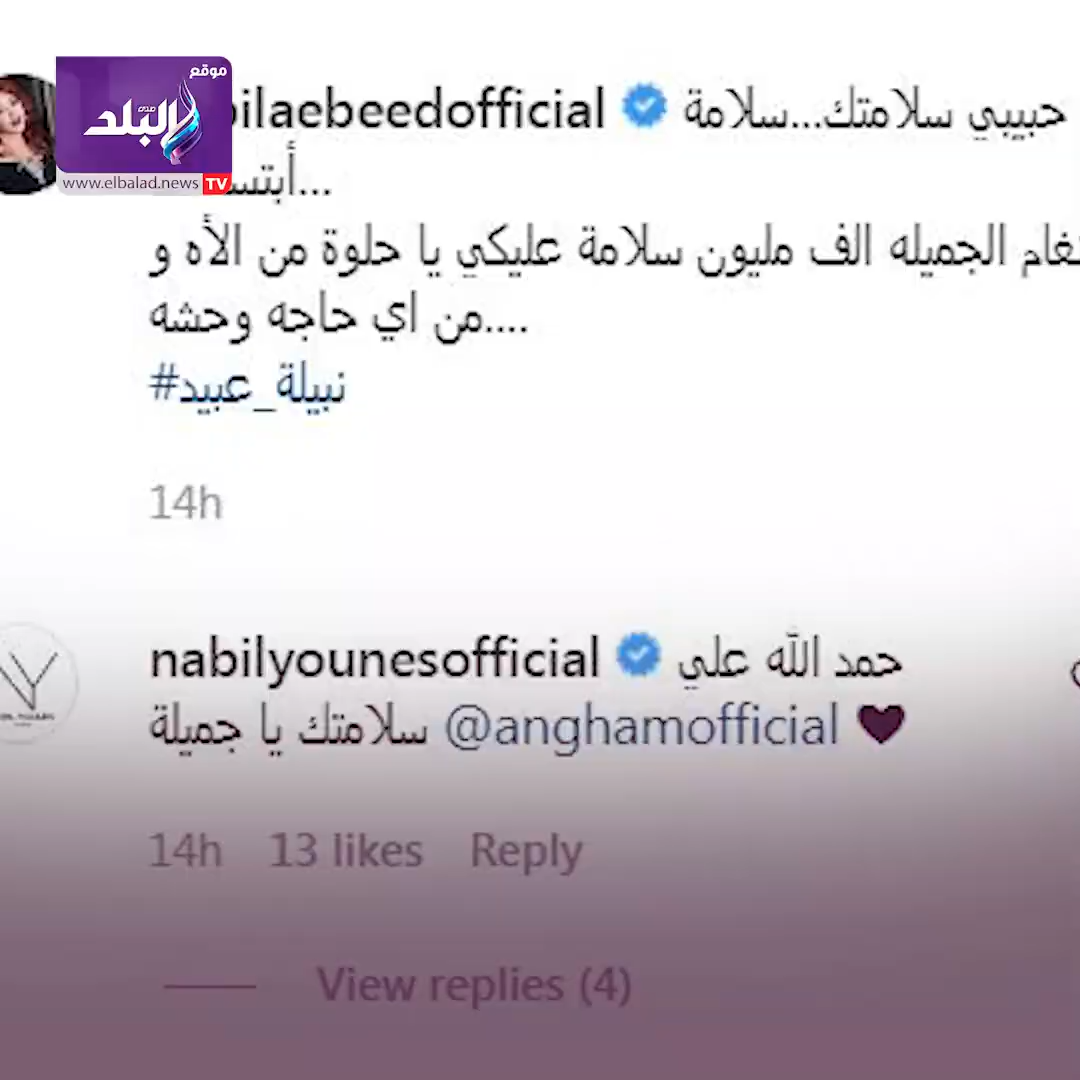 موقع
صدى البلد
www.elbalad.news TV
bilaebeedofficial حبيبي سلامتك...سلامة
...أبتس
نغام الجميله الف مليون سلامة عليكي يا حلوة من الأه و
من اي حاجه وحشه....
#نبيلة_عبيد
14h
nabilyounesofficial حمد الله علي
سلامتك يا جميلة @anghamofficial ♥
14h 13 likes Reply
View replies (4)